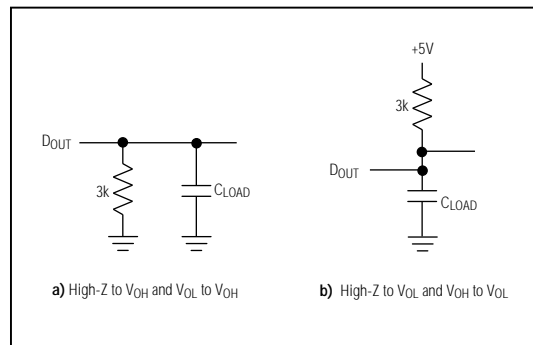 +5V
3k
DOUT
DOUT
3k
CLOAD
CLOAD
a) High-Z to VOH and VOL to VOH
b) High-Z to VOL and VOH to VOL